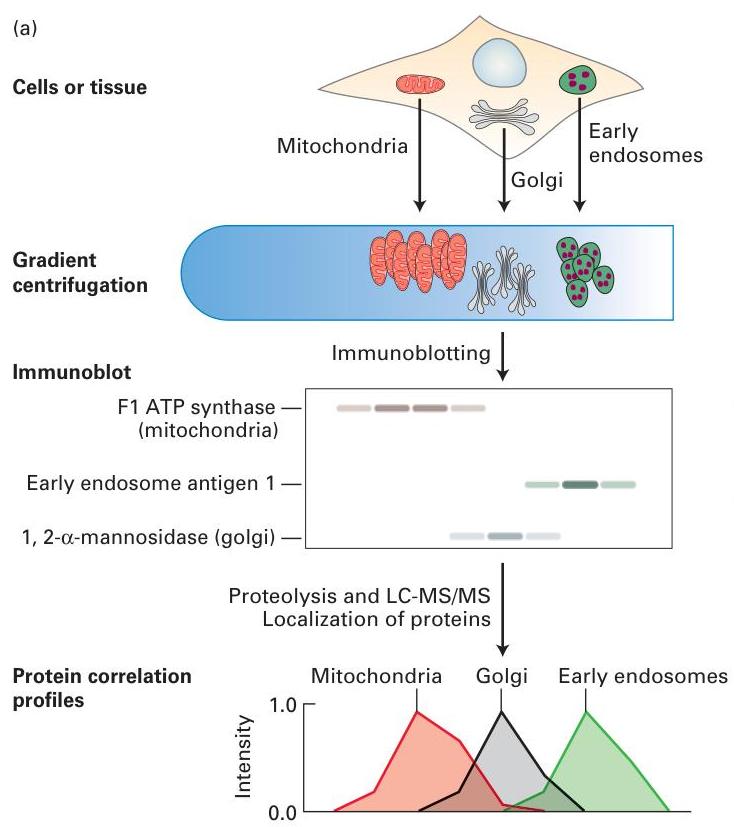 (a)
Cells or tissue
Mitochondria
Golgi
Early
endosomes
Gradient
centrifugation
Immunoblotting
Immunoblot
F1 ATP synthase
(mitochondria)
Early endosome antigen 1
1, 2-α-mannosidase (golgi)
Proteolysis and LC-MS/MS
Localization of proteins
Protein correlation
profiles
Mitochondria
Golgi
Early endosomes
1.0
Intensity
0.0